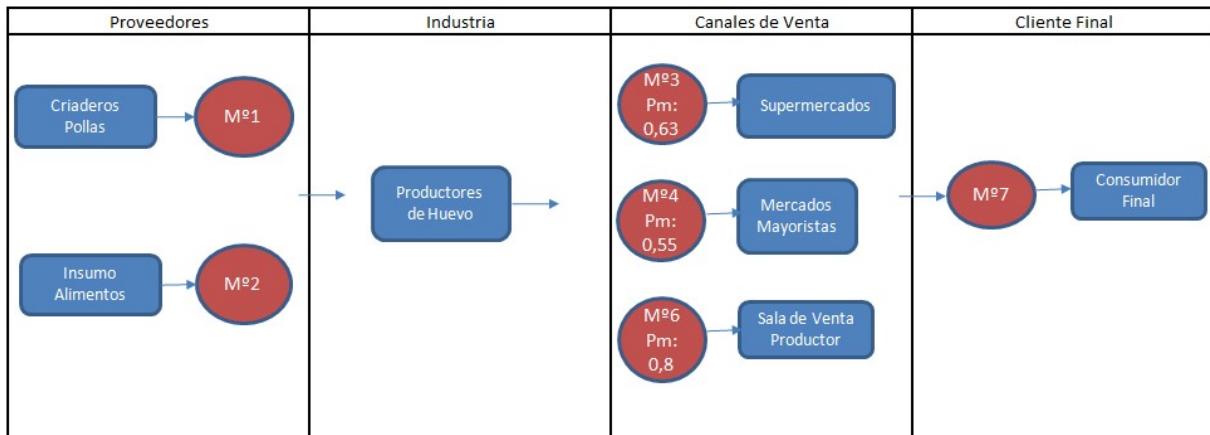 Proveedores
Industria
Canales de Venta
Cliente Final
Criaderos
Pollas
Mº1
Insumo
Alimentos
Mº2
Productores
de Huevo
Mº3
Pm:
0,63
Supermercados
Mº4
Pm:
0,55
Mercados
Mayoristas
Mº6
Pm:
0,8
Sala de Venta
Productor
Mº7
Consumidor
Final